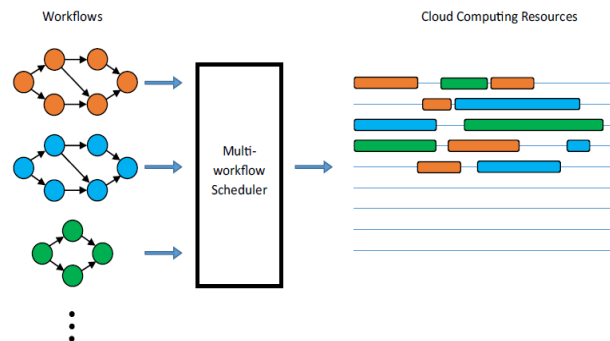 Workflows
Cloud Computing Resources
Multi-
workflow
Scheduler